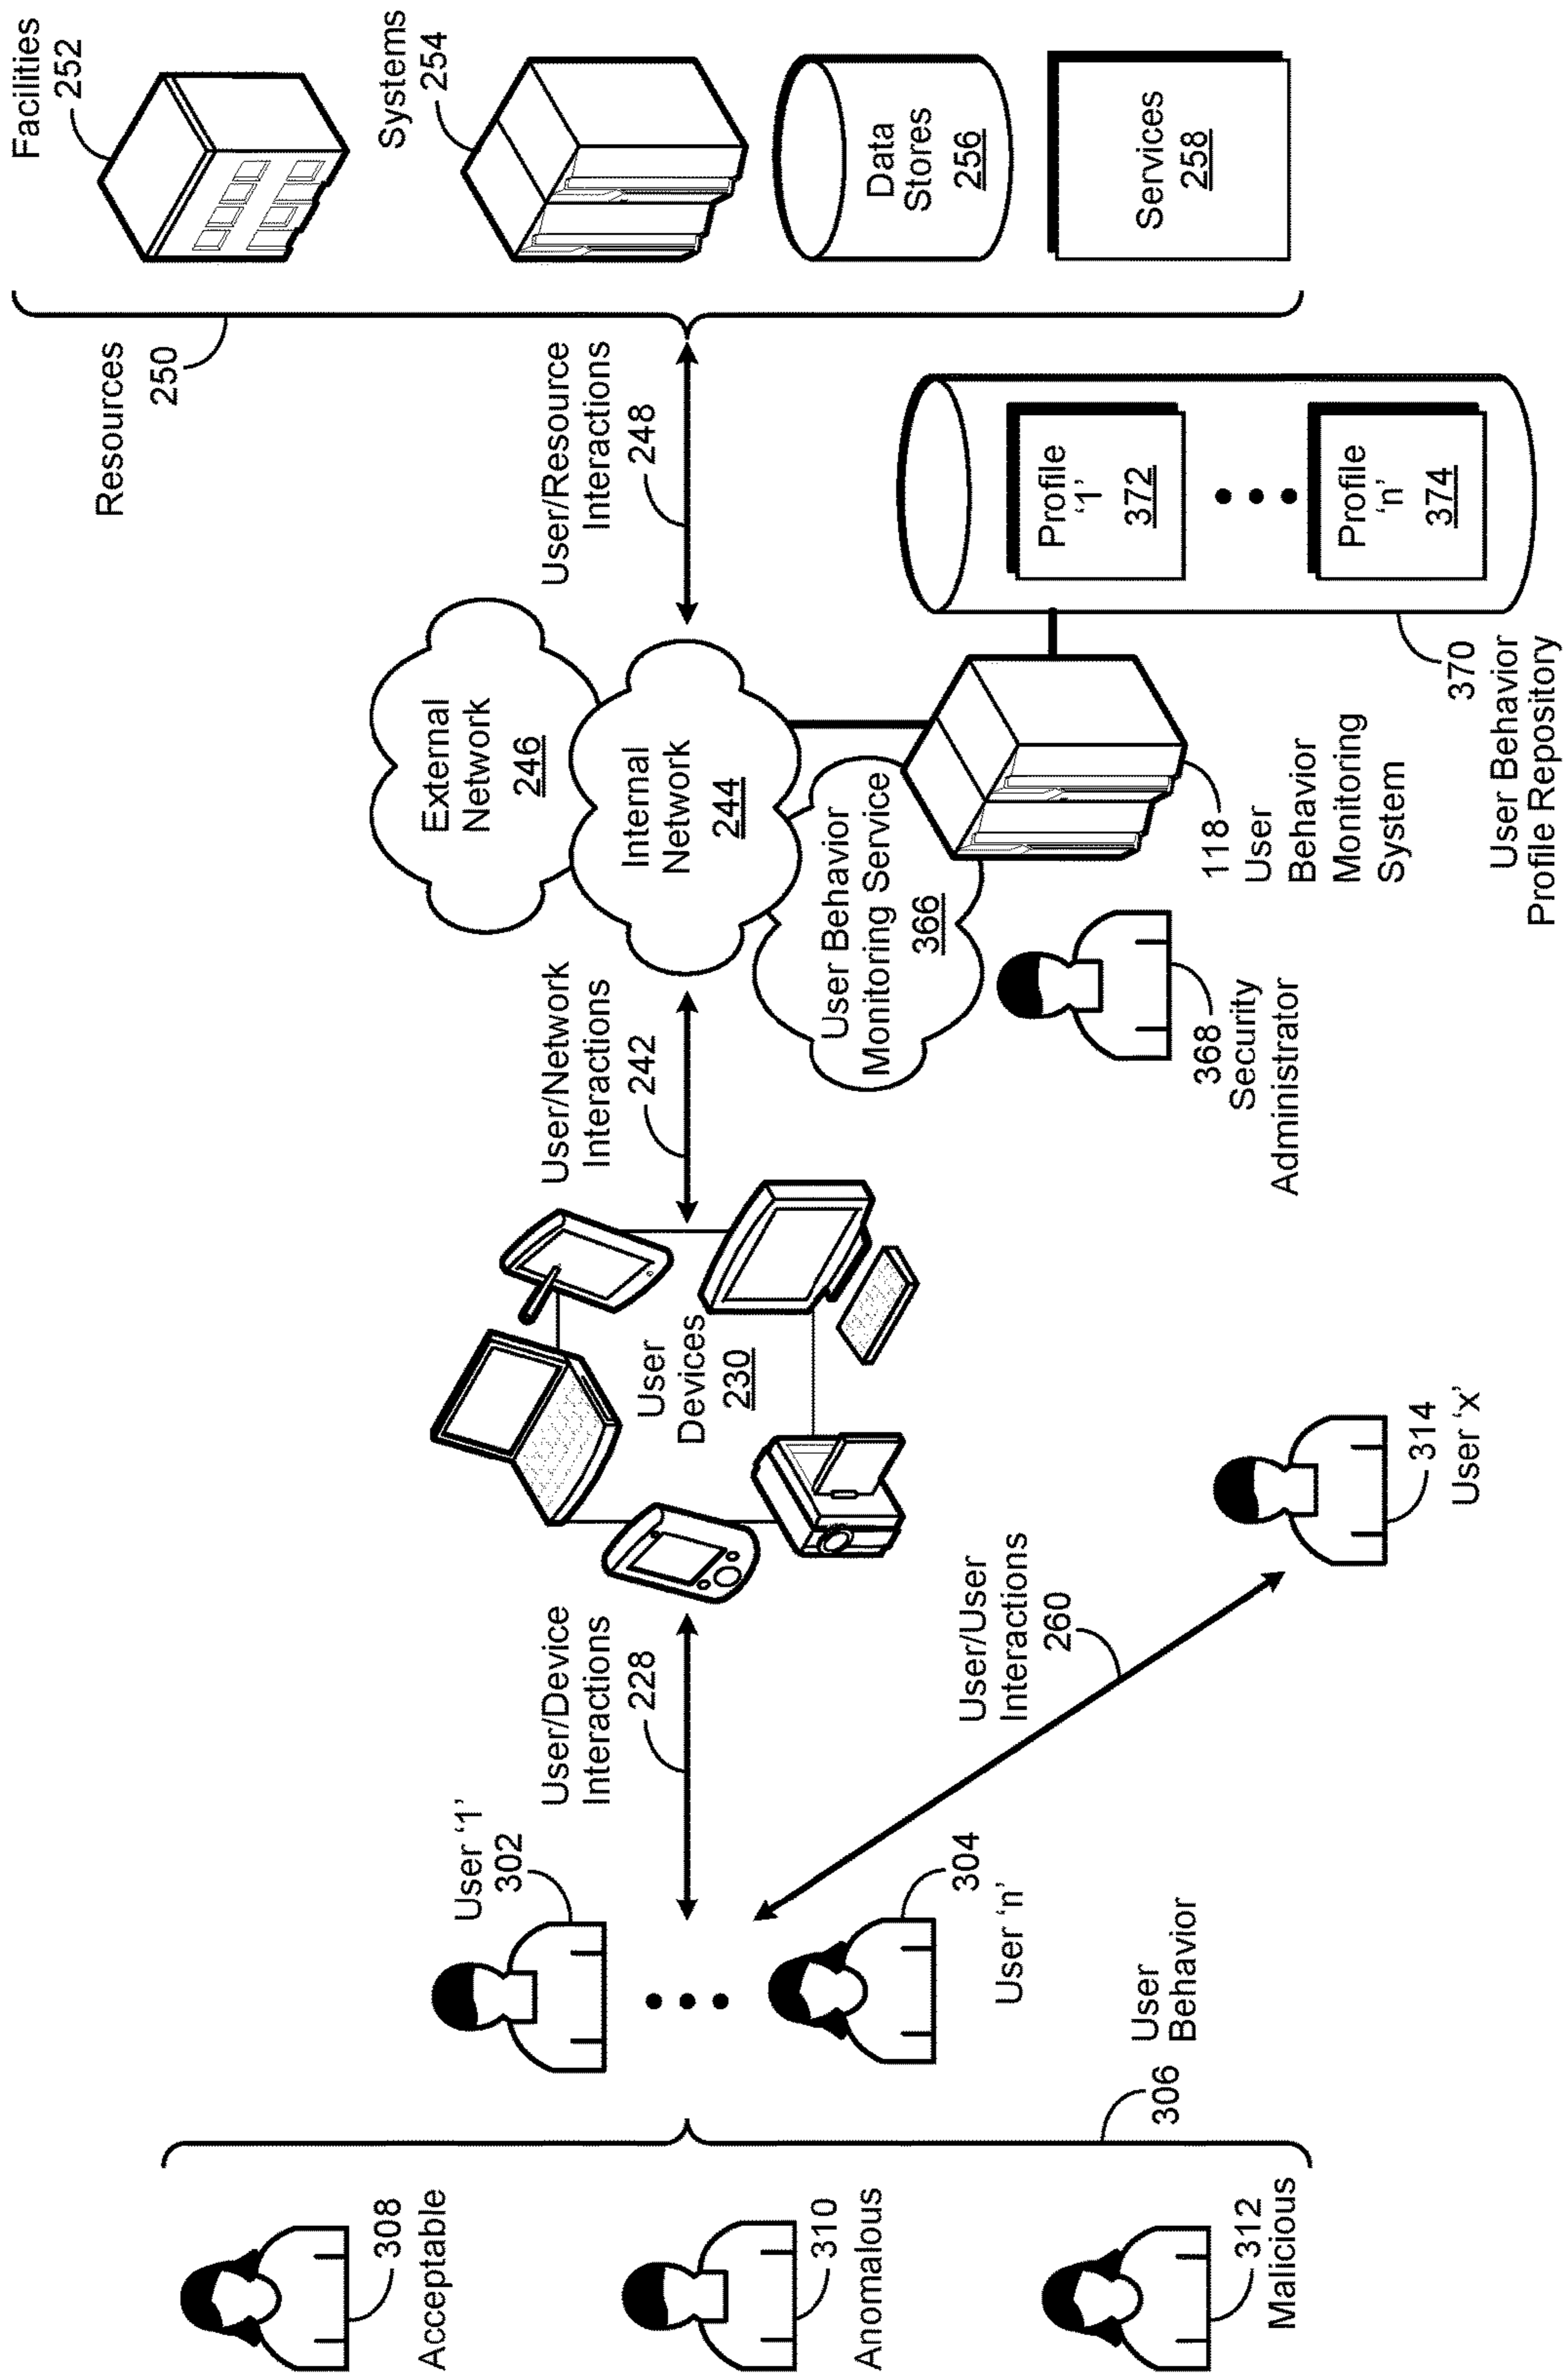 308
Acceptable
310
Anomalous
312
Malicious
306
User
Behavior
User '1'
302
304
User 'n'
User/Device
Interactions
228
User/User
Interactions
260
314
User 'x'
User
Devices
230
User/Network
Interactions
242
External
Network
246
Internal
Network
244
User Behavior
Monitoring Service
366
368
Security
Administrator
118
User
Behavior
Monitoring
System
User/Resource
Interactions
248
Profile
'1'
372
Profile
'n'
374
370
User Behavior
Profile Repository
Resources
250
Facilities
252
Systems
254
Data
Stores
256
Services
258